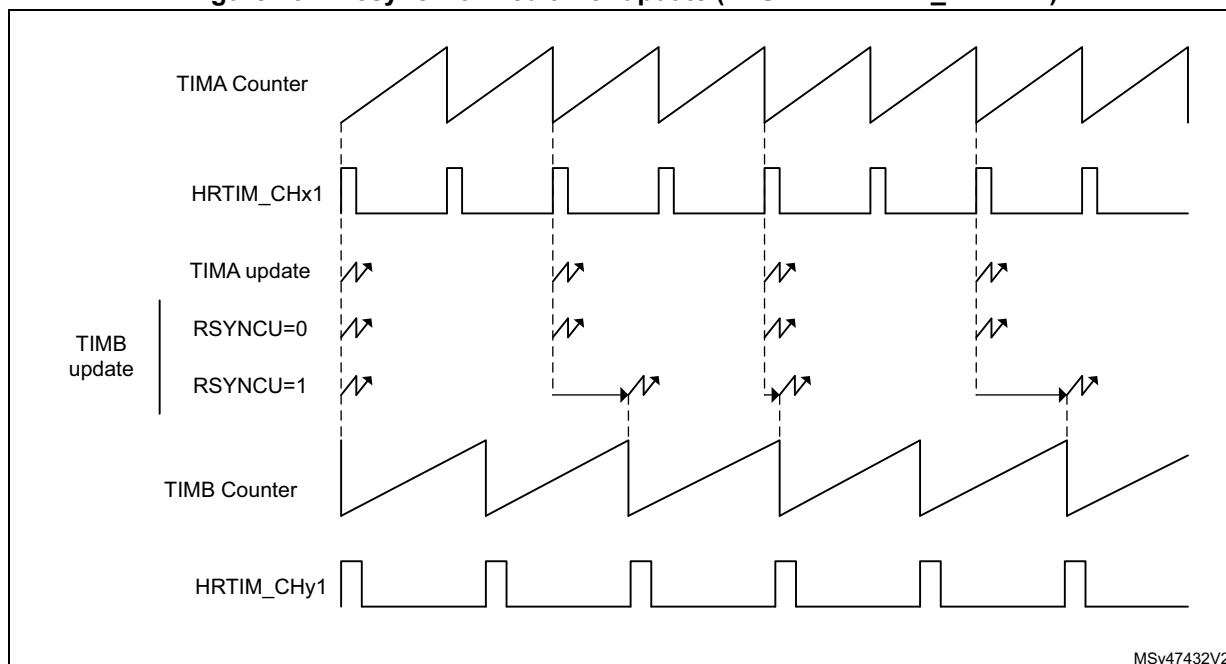 TIMA Counter
HRTIM_CHx1
TIMA update
TIMB
update
RSYNCU=0
RSYNCU=1
TIMB Counter
HRTIM_CHy1
MSv47432V2